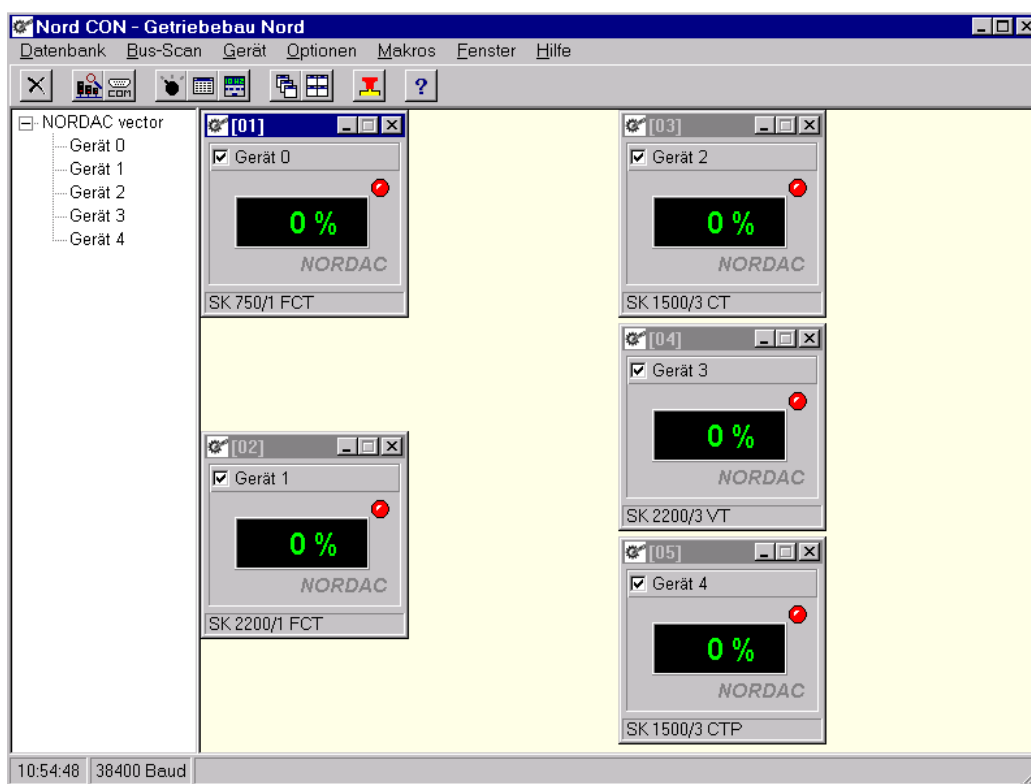 Nord CON - Getriebebau Nord
Datenbank Bus-Scan Gerät Optionen Makros Fenster Hilfe
COM 10 HZ ?
NORDAC vector
Gerät 0
Gerät 1
Gerät 2
Gerät 3
Gerät 4
[01]
Gerät 0
0 %
NORDAC
SK 750/1 FCT
[02]
Gerät 1
0 %
NORDAC
SK 2200/1 FCT
[03]
Gerät 2
0 %
NORDAC
SK 1500/3 CT
[04]
Gerät 3
0 %
NORDAC
SK 2200/3 VT
[05]
Gerät 4
0 %
NORDAC
SK 1500/3 CTP
10:54:48 38400 Baud